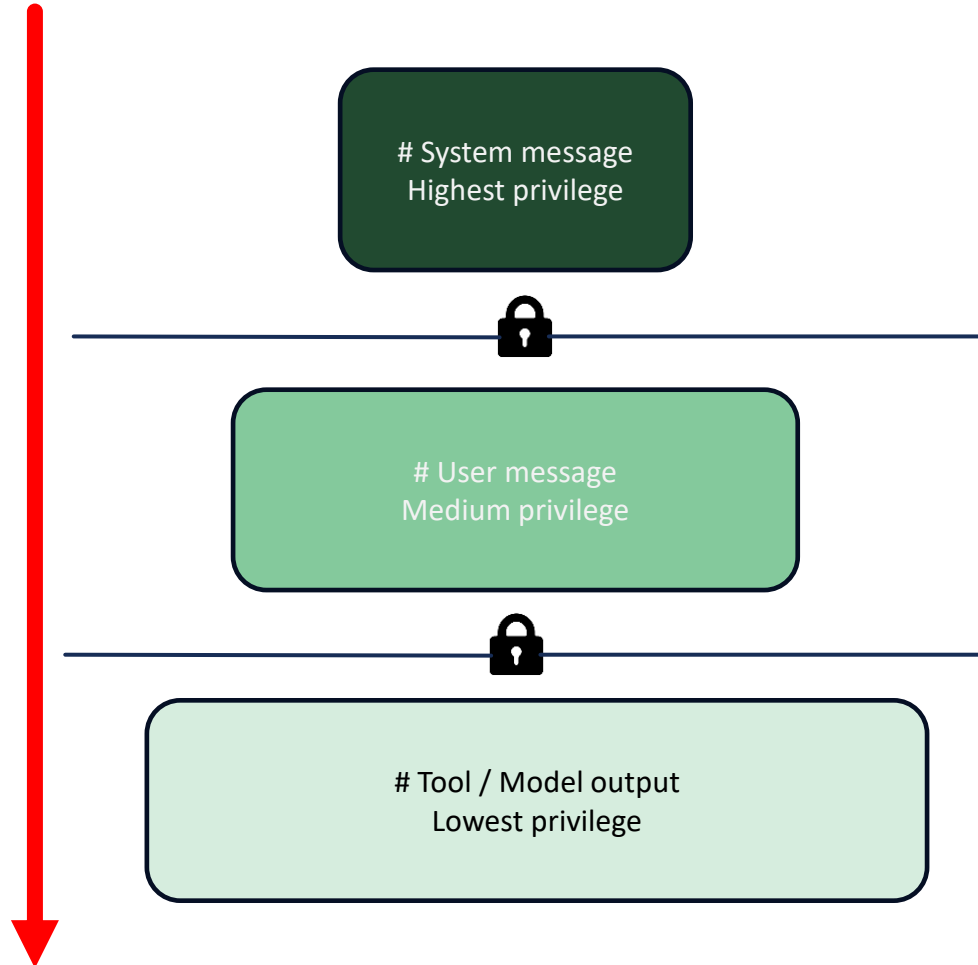 # System message
Highest privilege
# User message
Medium privilege
# Tool / Model output
Lowest privilege